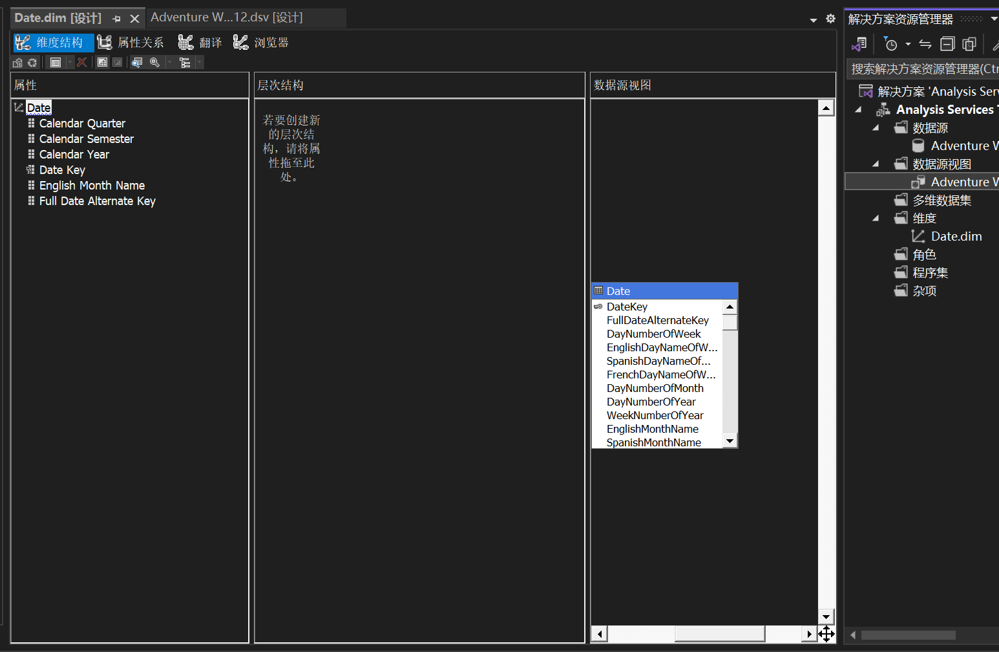 Date.dim [设计]
Adventure W...12.dsv [设计]
维度结构
属性关系
翻译
浏览器
属性
Date
Calendar Quarter
Calendar Semester
Calendar Year
Date Key
English Month Name
Full Date Alternate Key
层次结构
若要创建新
的层次结
构，请将属
性拖至此
处。
数据源视图
Date
DateKey
FullDateAlternateKey
DayNumberOfWeek
EnglishDayNameOfW...
SpanishDayNameOf...
FrenchDayNameOfW...
DayNumberOfMonth
DayNumberOfYear
WeekNumberOfYear
EnglishMonthName
SpanishMonthName
解决方案资源管理器
搜索解决方案资源管理器(Ctr
解决方案 'Analysis Serv
Analysis Services T
数据源
Adventure W
数据源视图
Adventure W
多维数据集
维度
Date.dim
角色
程序集
杂项